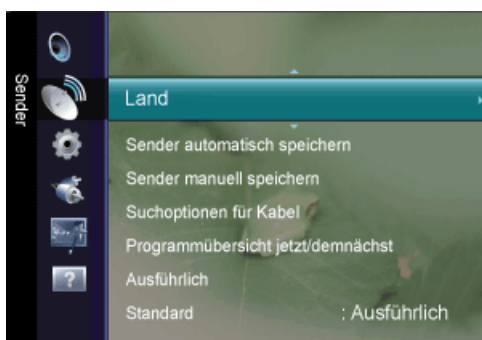 Sender
Land
Sender automatisch speichern
Sender manuell speichern
Suchoptionen für Kabel
Programmübersicht jetzt/demnächst
Ausführlich
Standard : Ausführlich
?